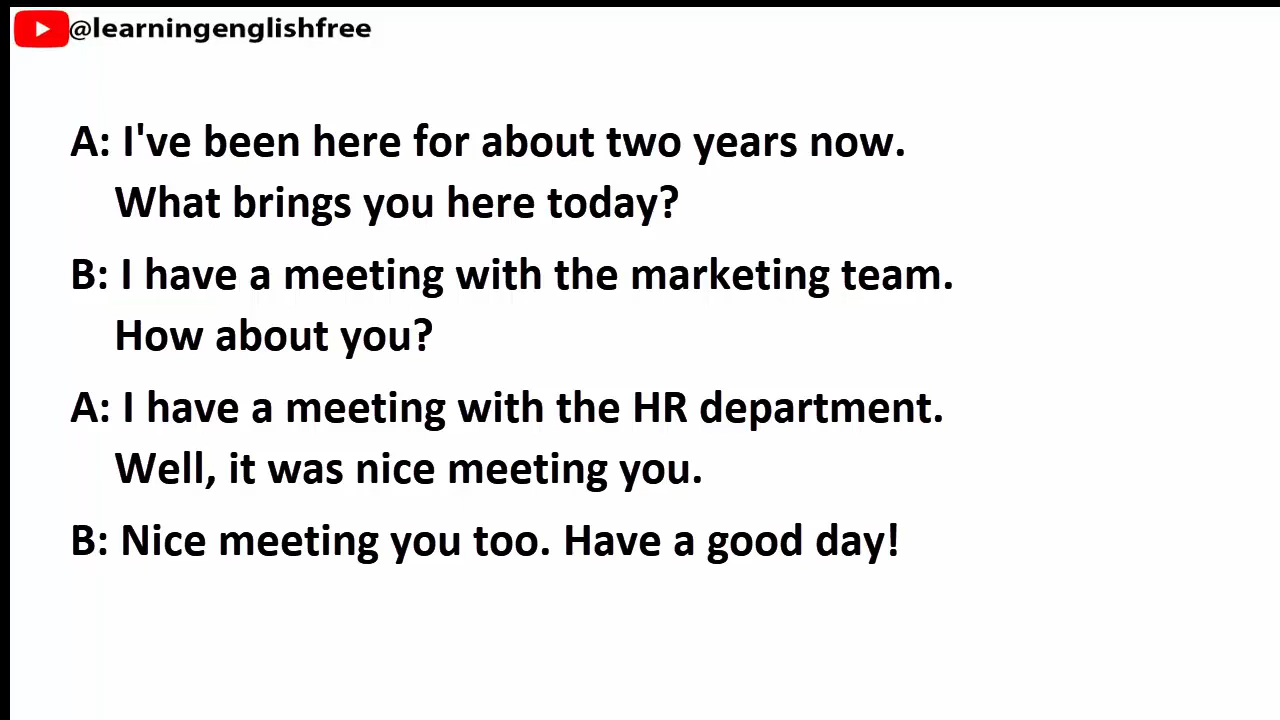 @learningenglishfree
A: I've been here for about two years now.
What brings you here today?
B: I have a meeting with the marketing team.
How about you?
A: I have a meeting with the HR department.
Well, it was nice meeting you.
B: Nice meeting you too. Have a good day!